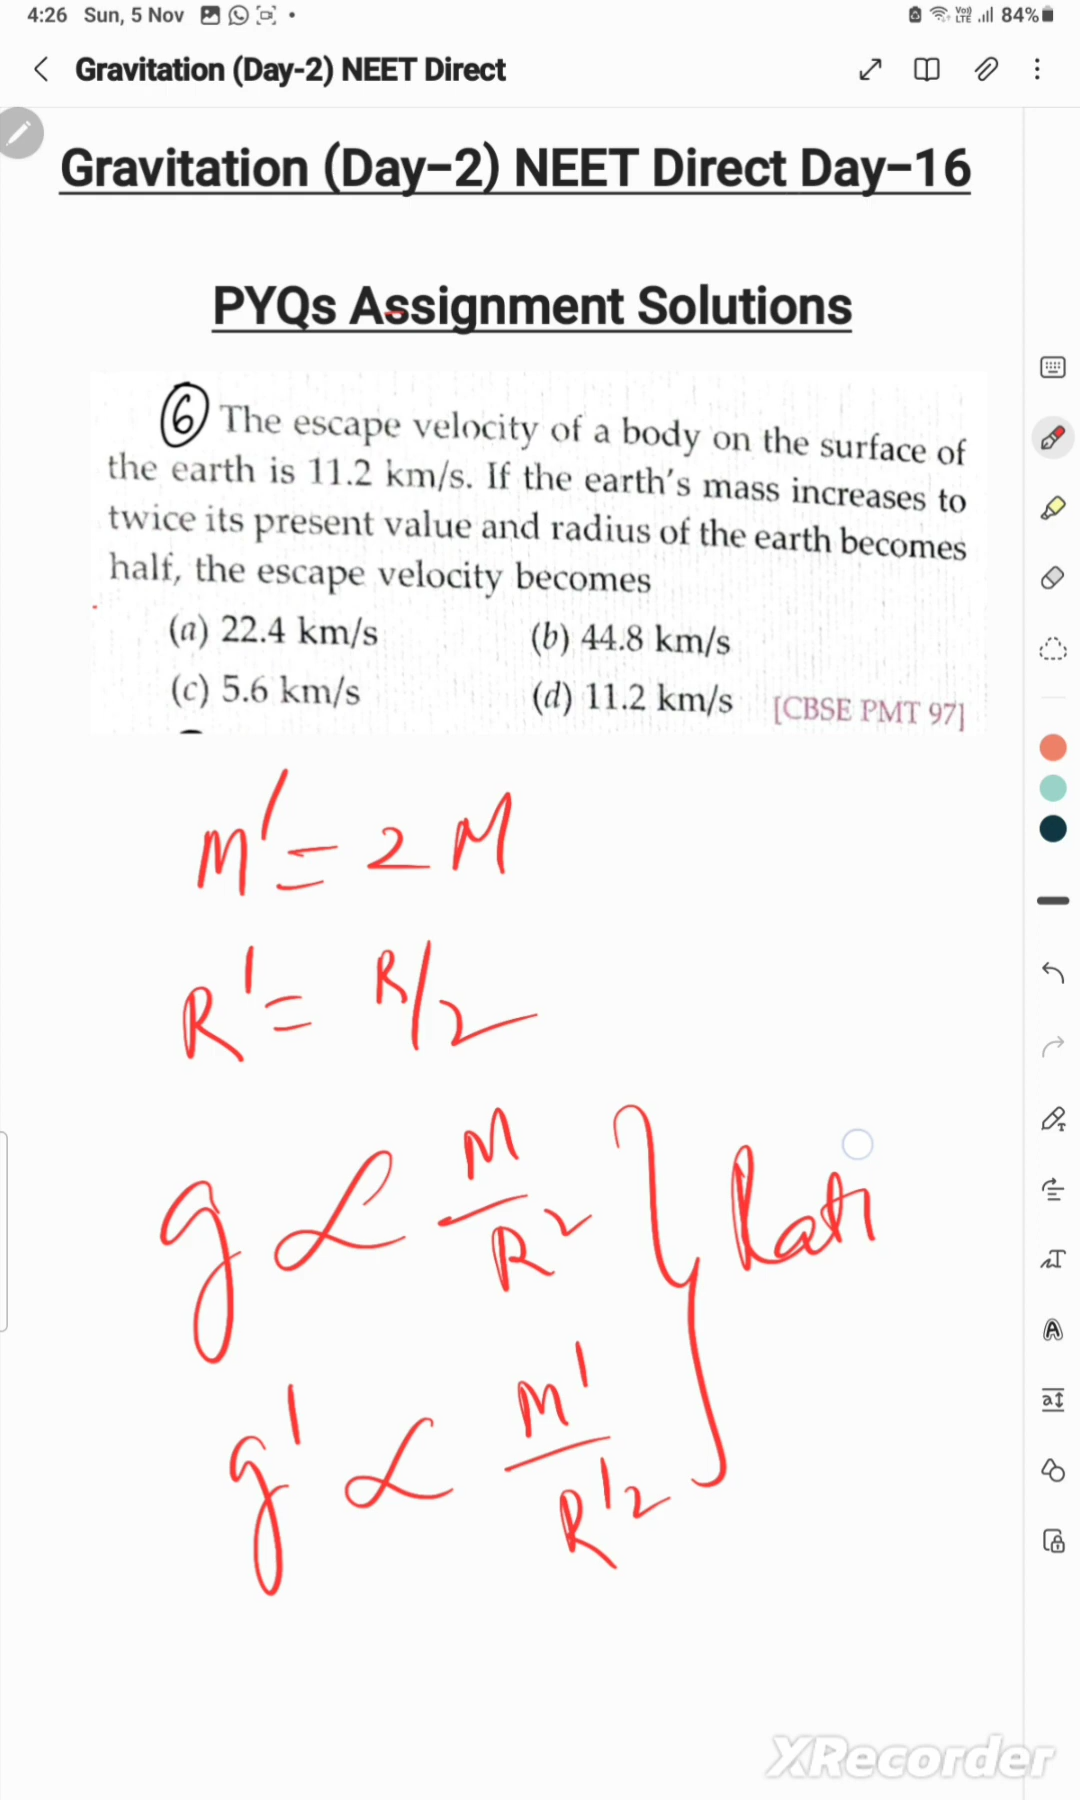 4:26 Sun, 5 Nov 84%
Gravitation (Day-2) NEET Direct
Gravitation (Day-2) NEET Direct Day-16
PYQs Assignment Solutions
⑥ The escape velocity of a body on the surface of
the earth is 11.2 km/s. If the earth's mass increases to
twice its present value and radius of the earth becomes
half, the escape velocity becomes
(a) 22.4 km/s (b) 44.8 km/s
(c) 5.6 km/s (d) 11.2 km/s [CBSE PMT 97]
M' = 2 M
R' = R/2
g ∝ M/R² } Rati
g' ∝ M'/R'²
XRecorder